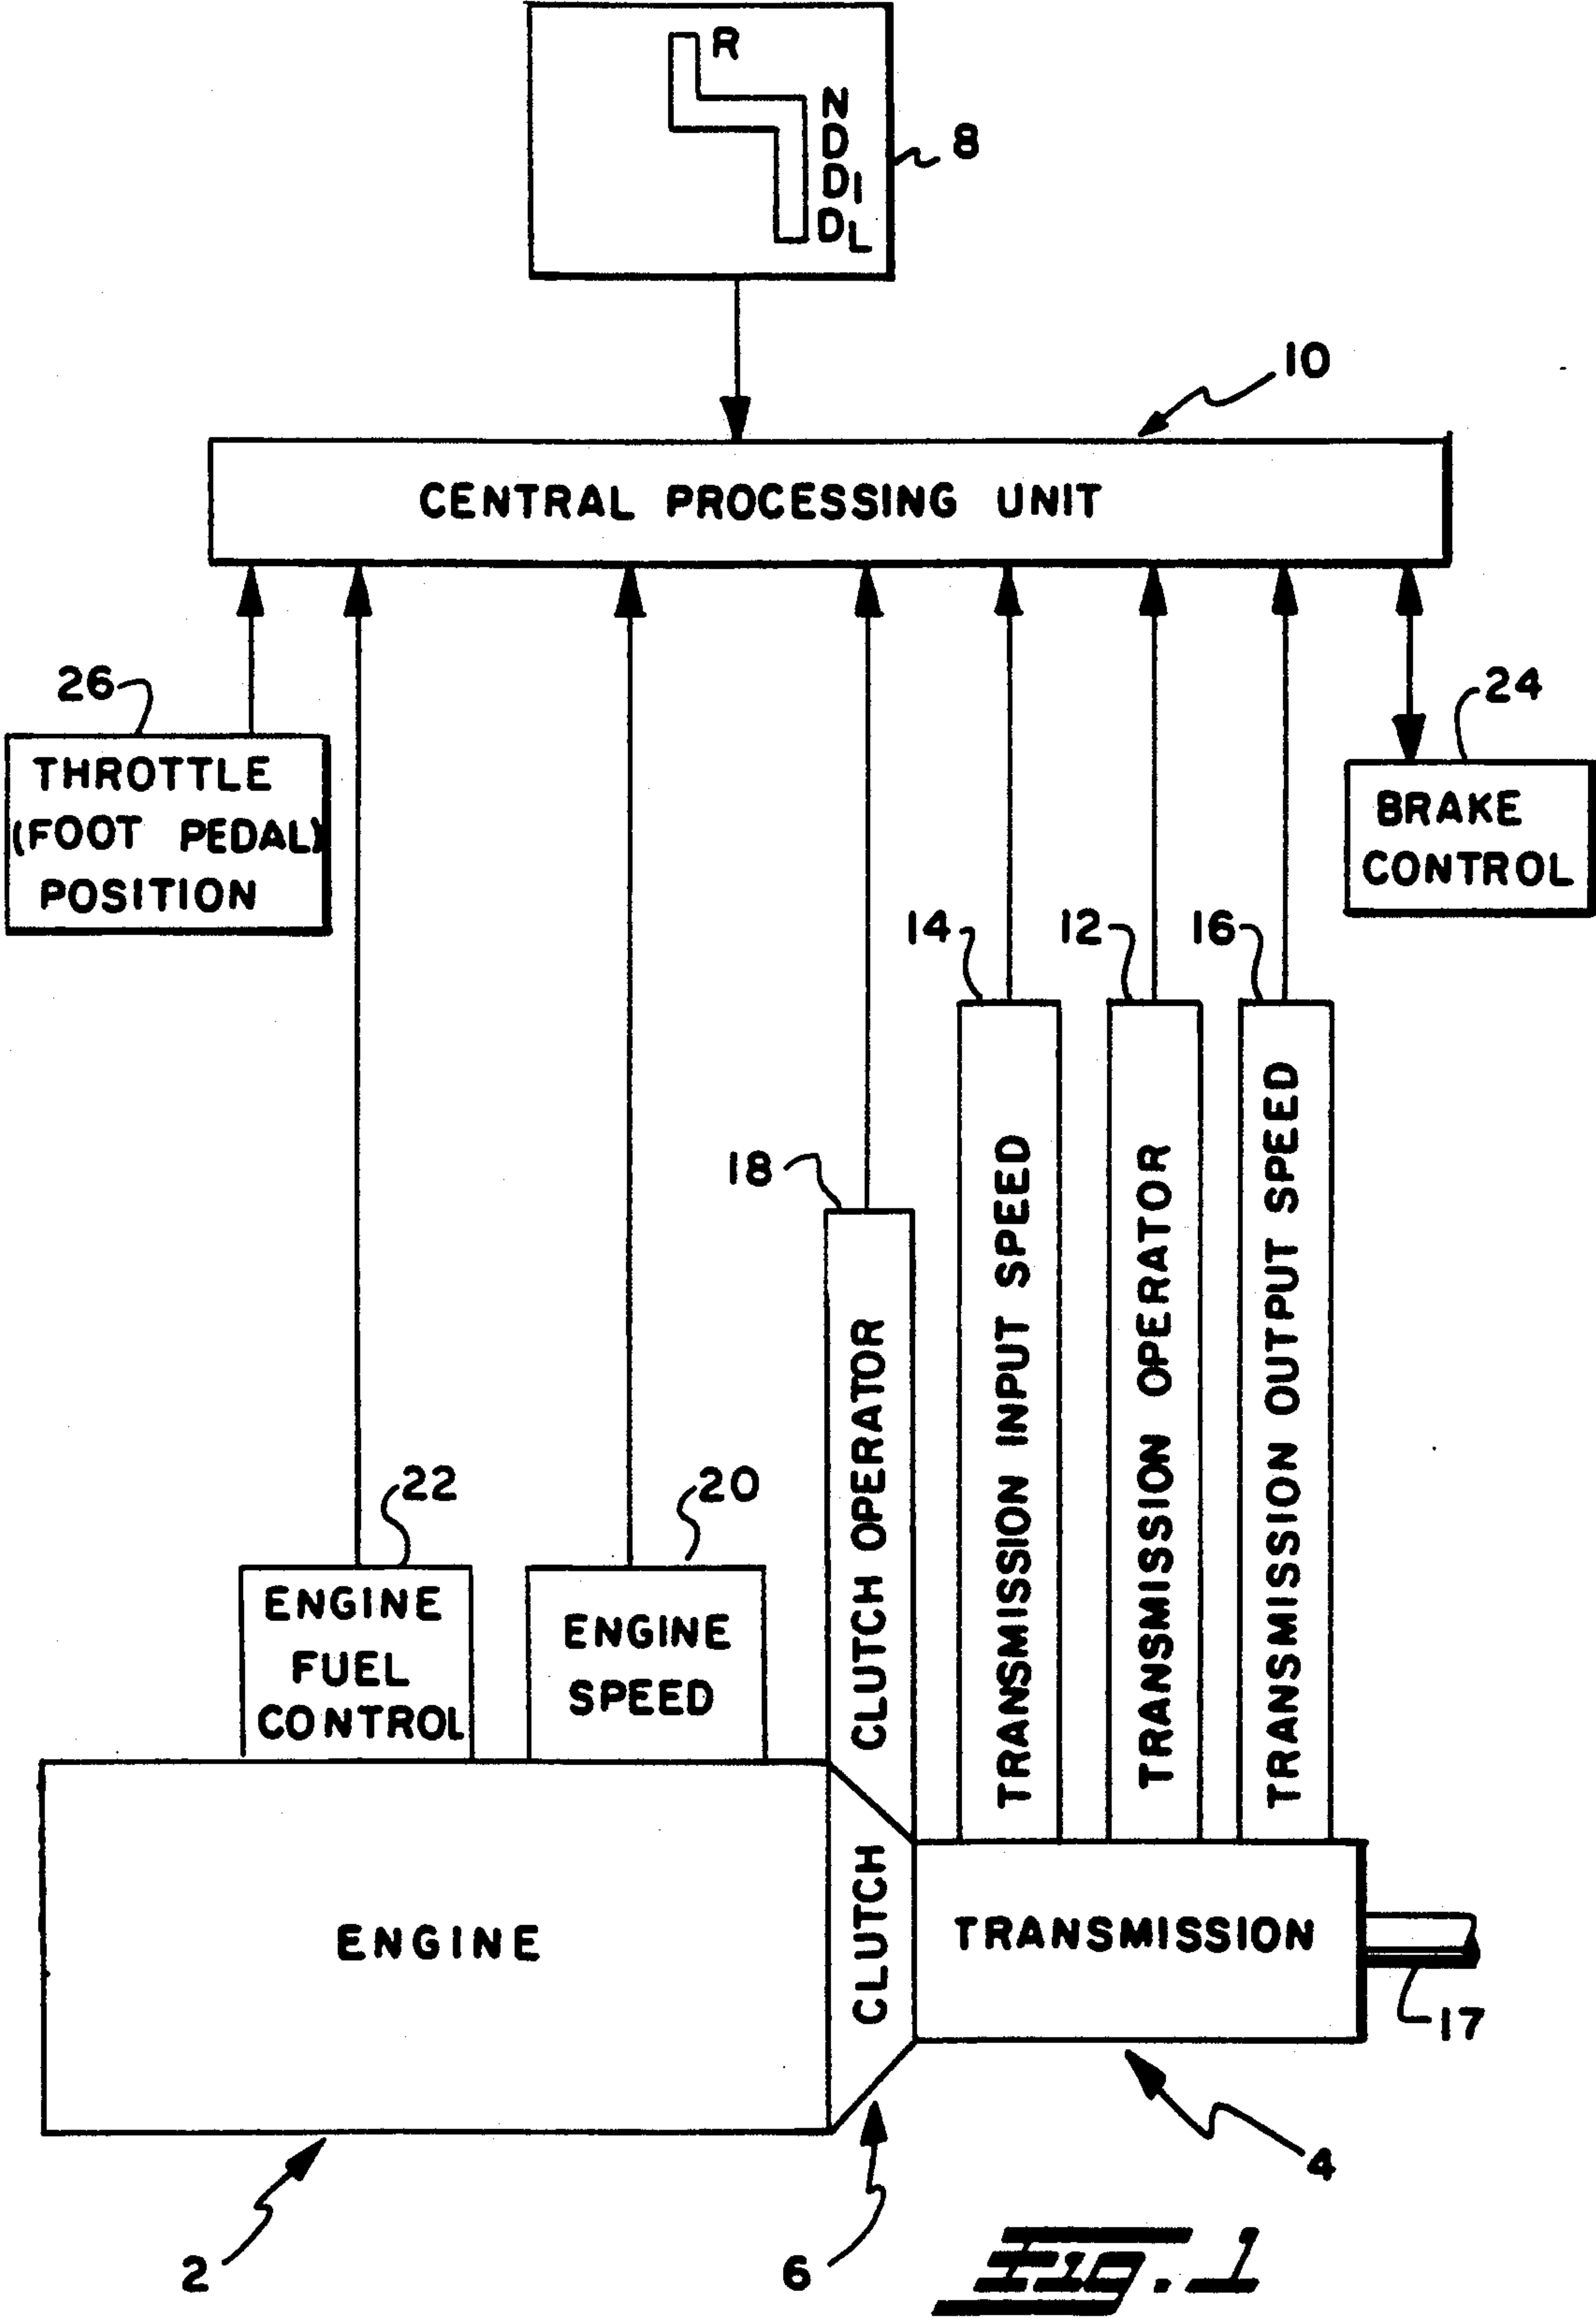 R
N
D
D1
DL
8
10
CENTRAL PROCESSING UNIT
26
24
THROTTLE
(FOOT PEDAL)
POSITION
BRAKE
CONTROL
14
12
16
18
TRANSMISSION INPUT SPEED
TRANSMISSION OPERATOR
TRANSMISSION OUTPUT SPEED
CLUTCH OPERATOR
22
20
ENGINE
FUEL
CONTROL
ENGINE
SPEED
ENGINE
CLUTCH
TRANSMISSION
17
4
2
6
Fig. 1